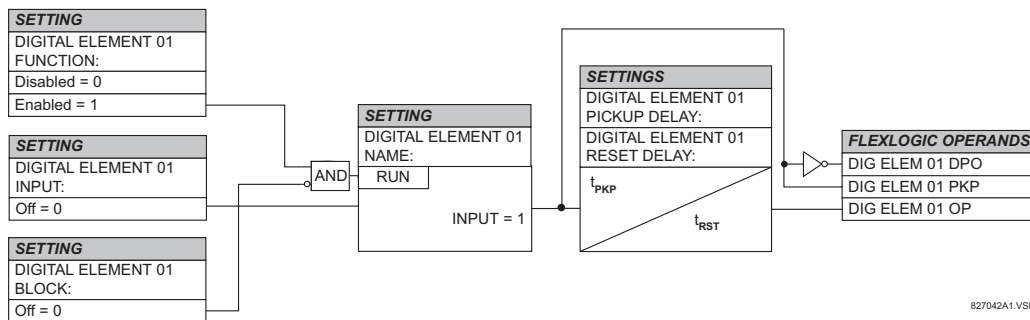 SETTING
DIGITAL ELEMENT 01
FUNCTION:
Disabled = 0
Enabled = 1
SETTING
DIGITAL ELEMENT 01
INPUT:
Off = 0
SETTING
DIGITAL ELEMENT 01
BLOCK:
Off = 0
AND
SETTING
DIGITAL ELEMENT 01
NAME:
RUN
INPUT = 1
SETTINGS
DIGITAL ELEMENT 01
PICKUP DELAY:
DIGITAL ELEMENT 01
RESET DELAY:
tPKP
tRST
FLEXLOGIC OPERANDS
DIG ELEM 01 DPO
DIG ELEM 01 PKP
DIG ELEM 01 OP